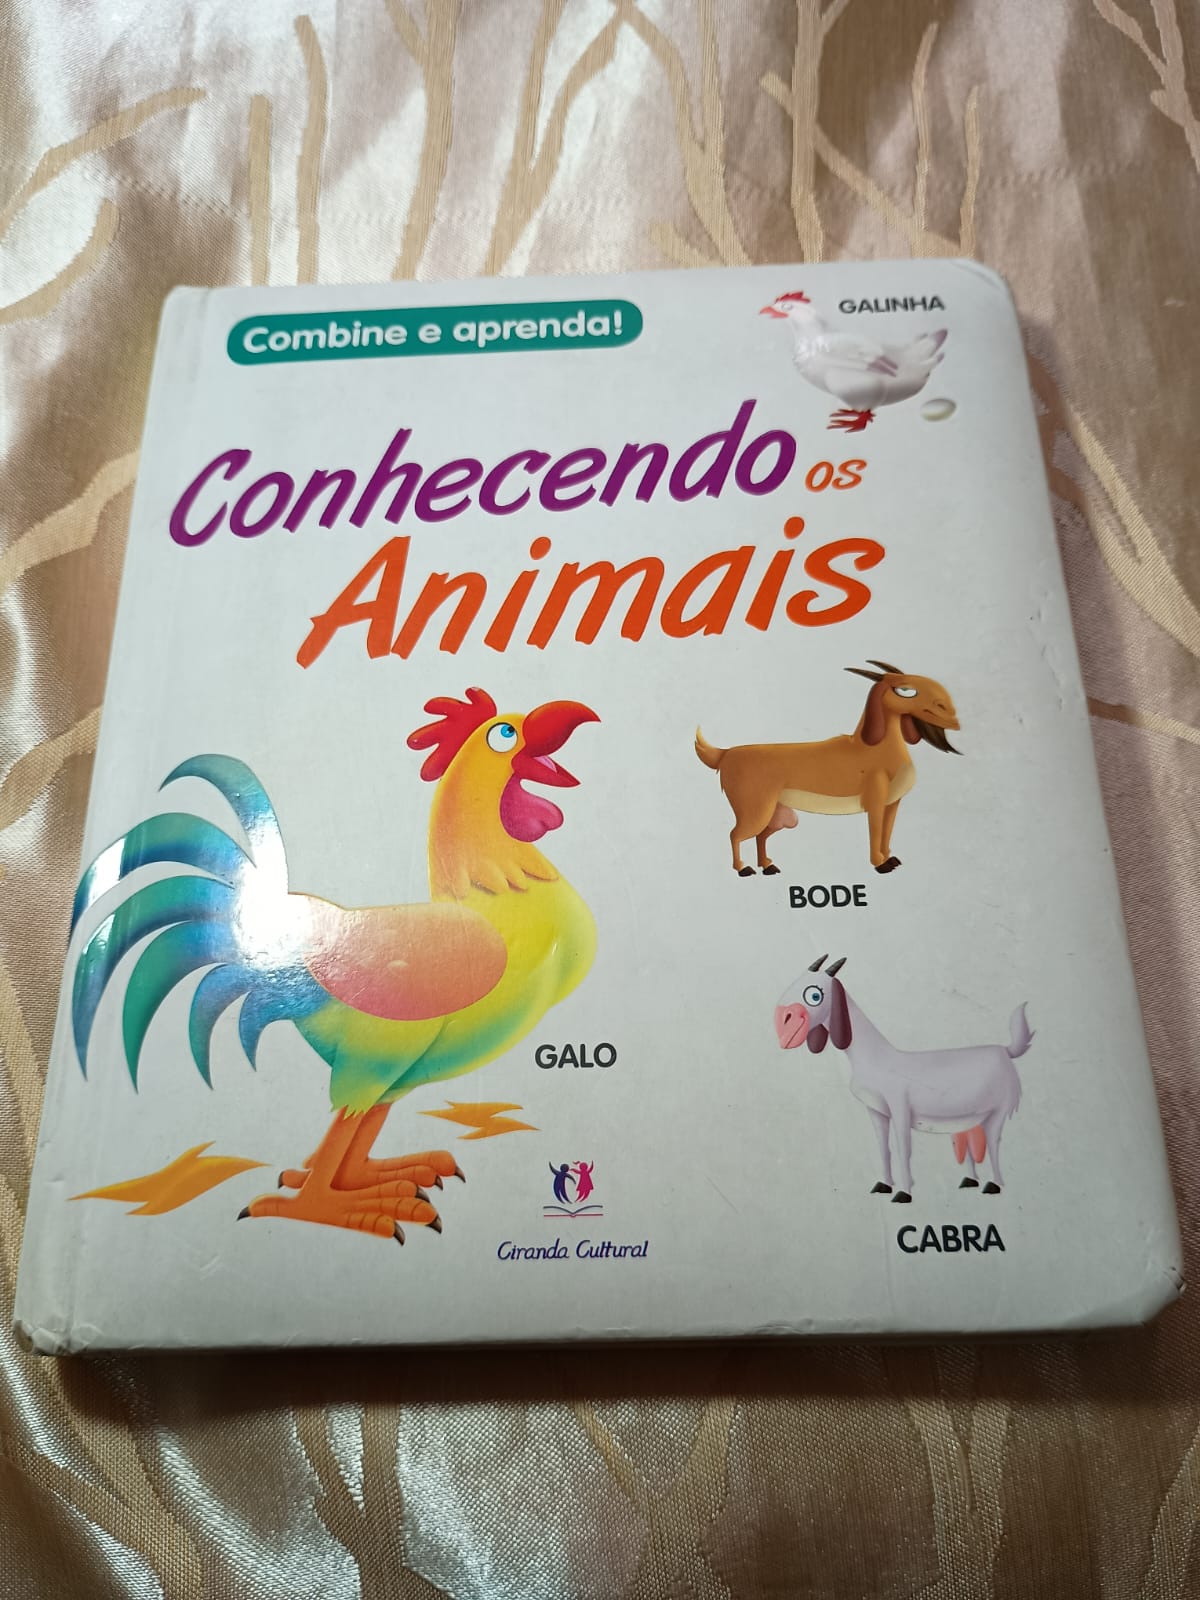 Combine e aprenda!
GALINHA
Conhecendo os
Animais
BODE
GALO
CABRA
Ciranda Cultural